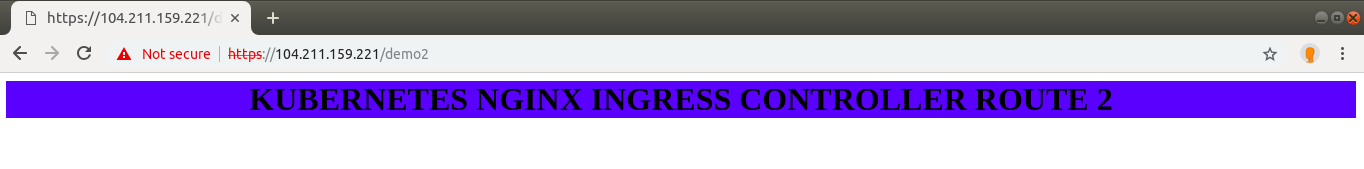 https://104.211.159.221/d
Not secure https://104.211.159.221/demo2
KUBERNETES NGINX INGRESS CONTROLLER ROUTE 2